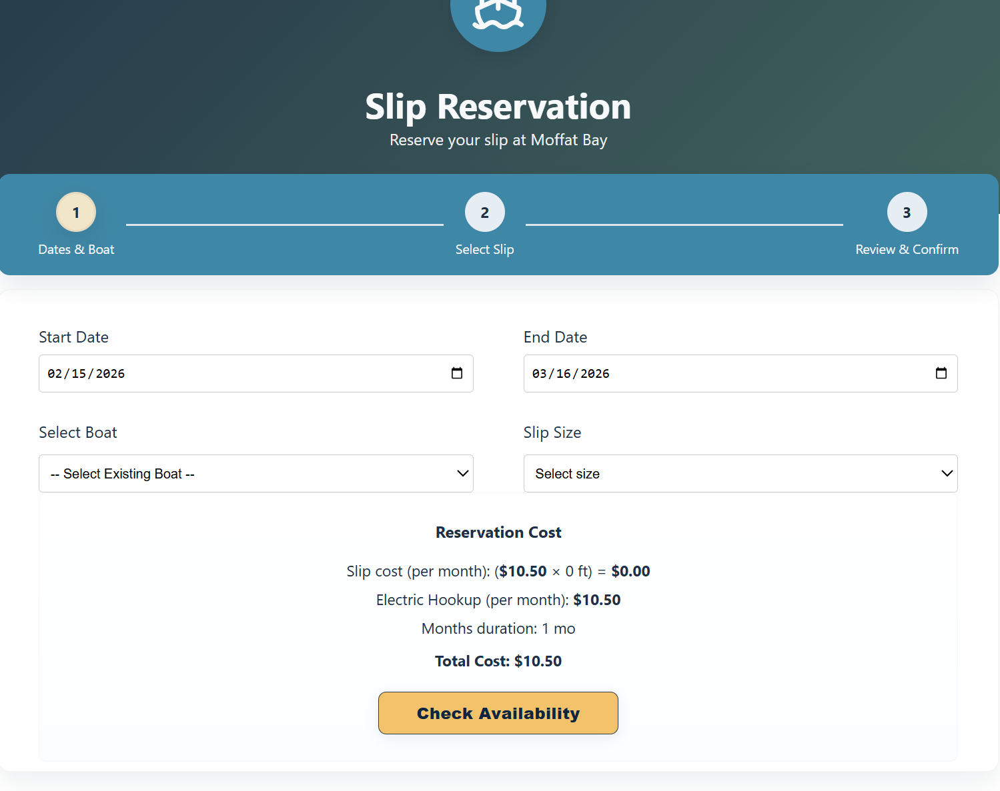 Slip Reservation
Reserve your slip at Moffat Bay
1
2
3
Dates & Boat
Select Slip
Review & Confirm
Start Date
End Date
02/15/2026
03/16/2026
Select Boat
Slip Size
-- Select Existing Boat --
Select size
Reservation Cost
Slip cost (per month): ($10.50 × 0 ft) = $0.00
Electric Hookup (per month): $10.50
Months duration: 1 mo
Total Cost: $10.50
Check Availability